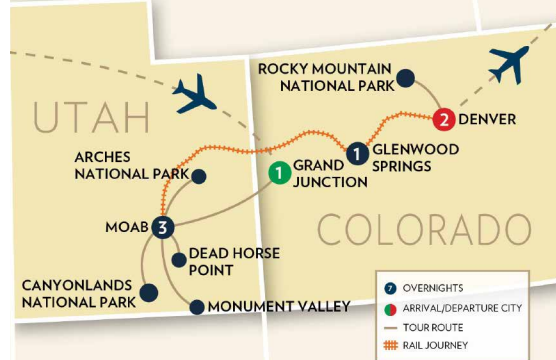 ROCKY MOUNTAIN
NATIONAL PARK
UTAH
2 DENVER
ARCHES
NATIONAL PARK
1 GLENWOOD
SPRINGS
1 GRAND
JUNCTION
MOAB 3
COLORADO
DEAD HORSE
POINT
CANYONLANDS
NATIONAL PARK
MONUMENT VALLEY
7 OVERNIGHTS
ARRIVAL/DEPARTURE CITY
TOUR ROUTE
RAIL JOURNEY